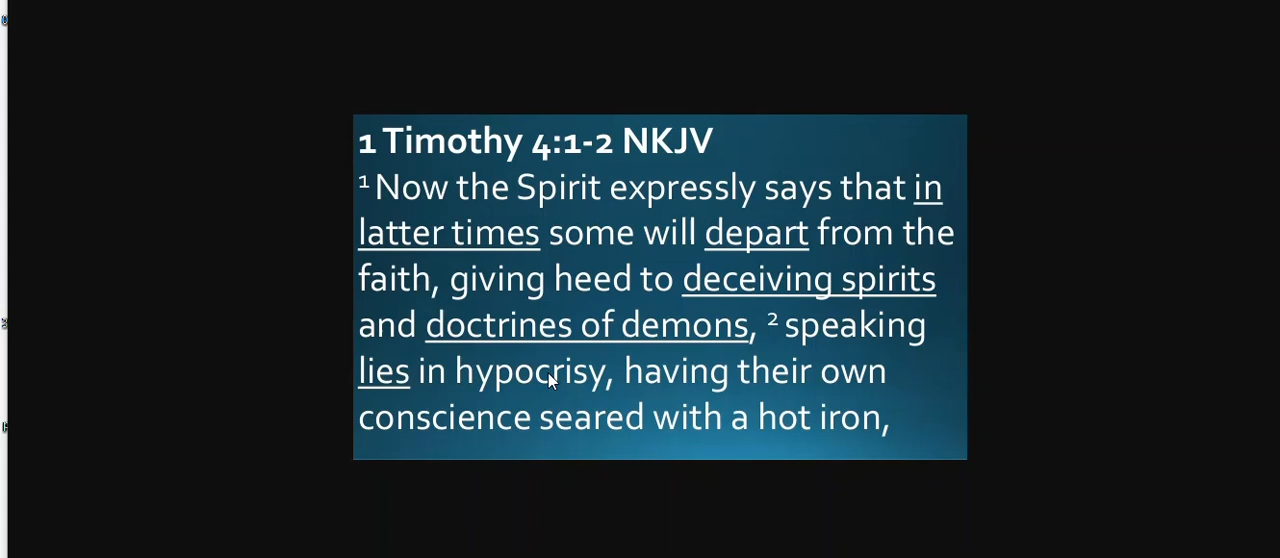 1 Timothy 4:1-2 NKJV
1 Now the Spirit expressly says that in
latter times some will depart from the
faith, giving heed to deceiving spirits
and doctrines of demons, 2 speaking
lies in hypocrisy, having their own
conscience seared with a hot iron,